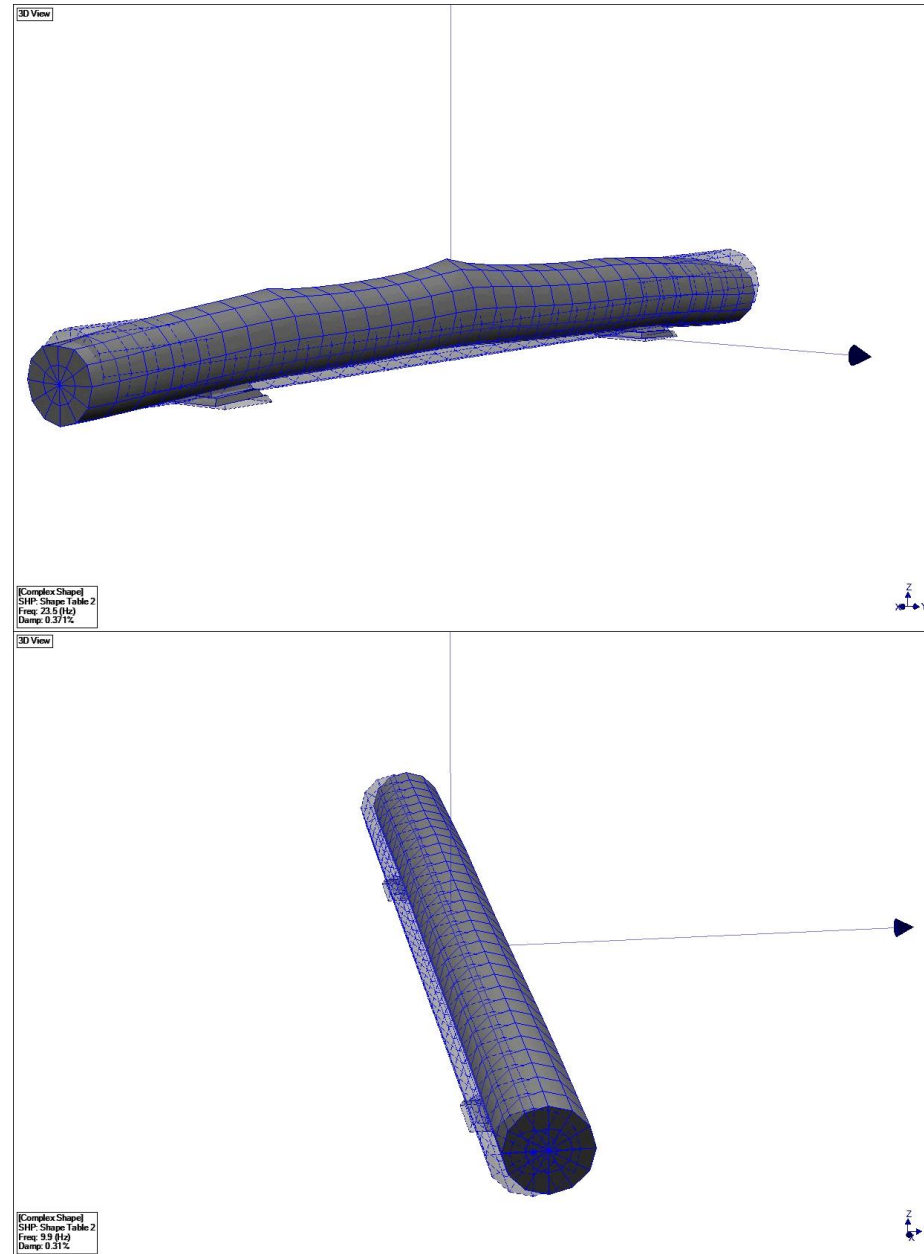 3D View
[Complex Shape]
SHP: Shape Table 2
Freq: 23.5 (Hz)
Damp: 0.371%
Z
X
Y
3D View
[Complex Shape]
SHP: Shape Table 2
Freq: 9.9 (Hz)
Damp: 0.31%
Z